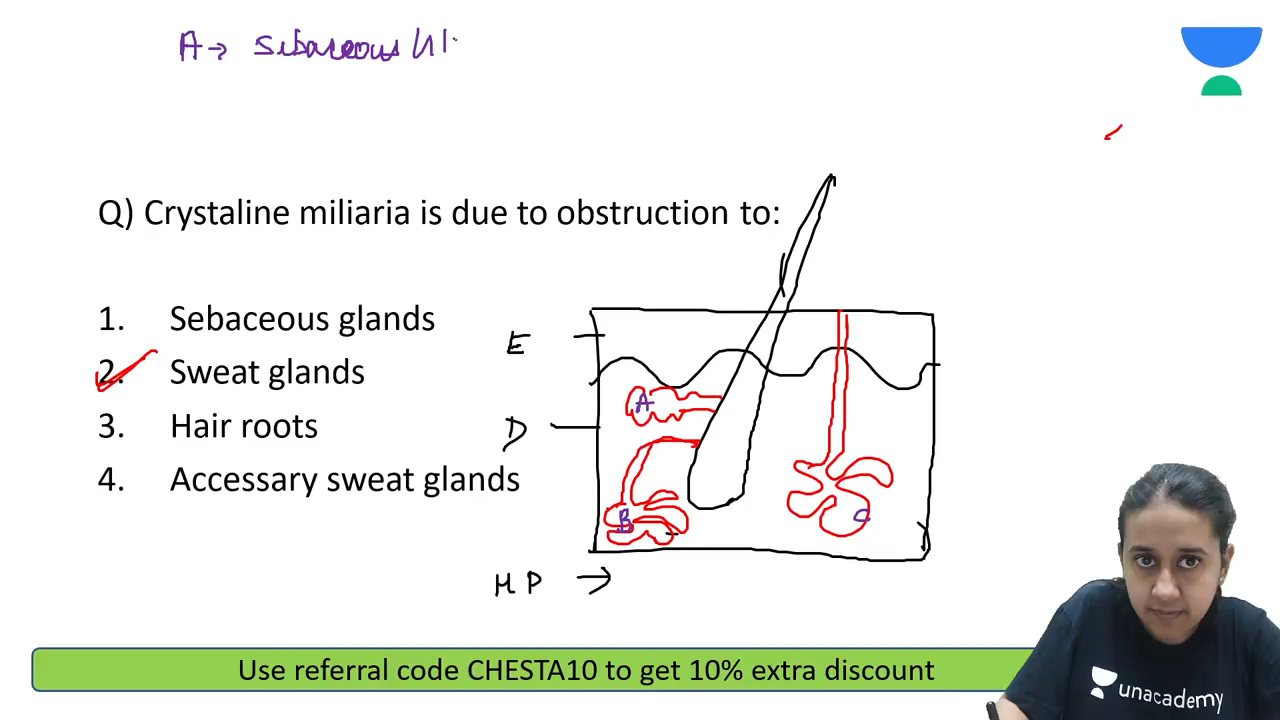 A → Sebaceous
Q) Crystaline miliaria is due to obstruction to:
1. Sebaceous glands
2. Sweat glands
3. Hair roots
4. Accessary sweat glands
E
D
A
B
C
HP →
Use referral code CHESTA10 to get 10% extra discount
unacademy